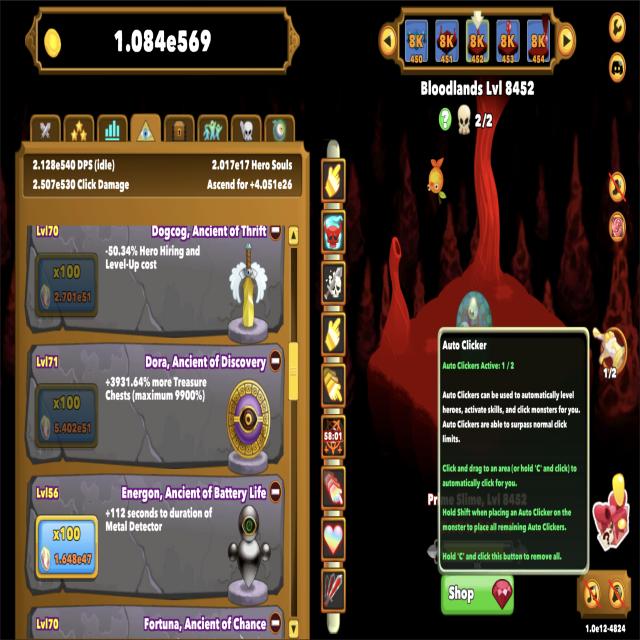 1.084e569
8K
450
8K
451
8K
452
8K
453
8K
454
Bloodlands Lvl 8452
2/2
2.128e540 DPS (idle)
2.507e530 Click Damage
2.017e17 Hero Souls
Ascend for +4.051e26
Lvl70
Dogcog, Ancient of Thrift
-50.34% Hero Hiring and
Level-Up cost
x100
2.701e51
Lvl71
Dora, Ancient of Discovery
+3931.64% more Treasure
Chests (maximum 9900%)
x100
5.402e51
Lvl56
Energon, Ancient of Battery Life
+112 seconds to duration of
Metal Detector
x100
1.648e47
Lvl70
Fortuna, Ancient of Chance
58:01
1/2
Auto Clicker
Auto Clickers Active: 1 / 2
Auto Clickers can be used to automatically level
heroes, activate skills, and click monsters for you.
Auto Clickers are able to surpass normal click
limits.
Click and drag to an area (or hold 'C' and click) to
automatically click for you.
Prime Slime, Lvl 8452
Hold Shift when placing an Auto Clicker on the
monster to place all remaining Auto Clickers.
Hold 'C' and click this button to remove all.
Shop
1.0e12-4824